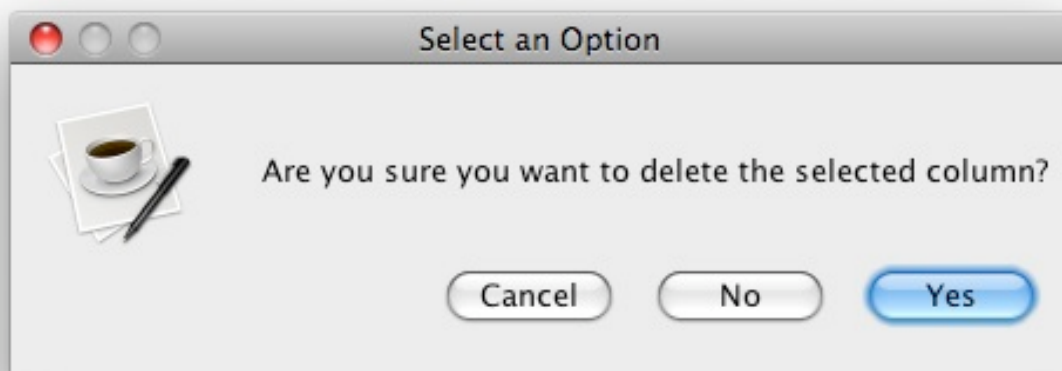 Select an Option
Are you sure you want to delete the selected column?
Cancel No Yes